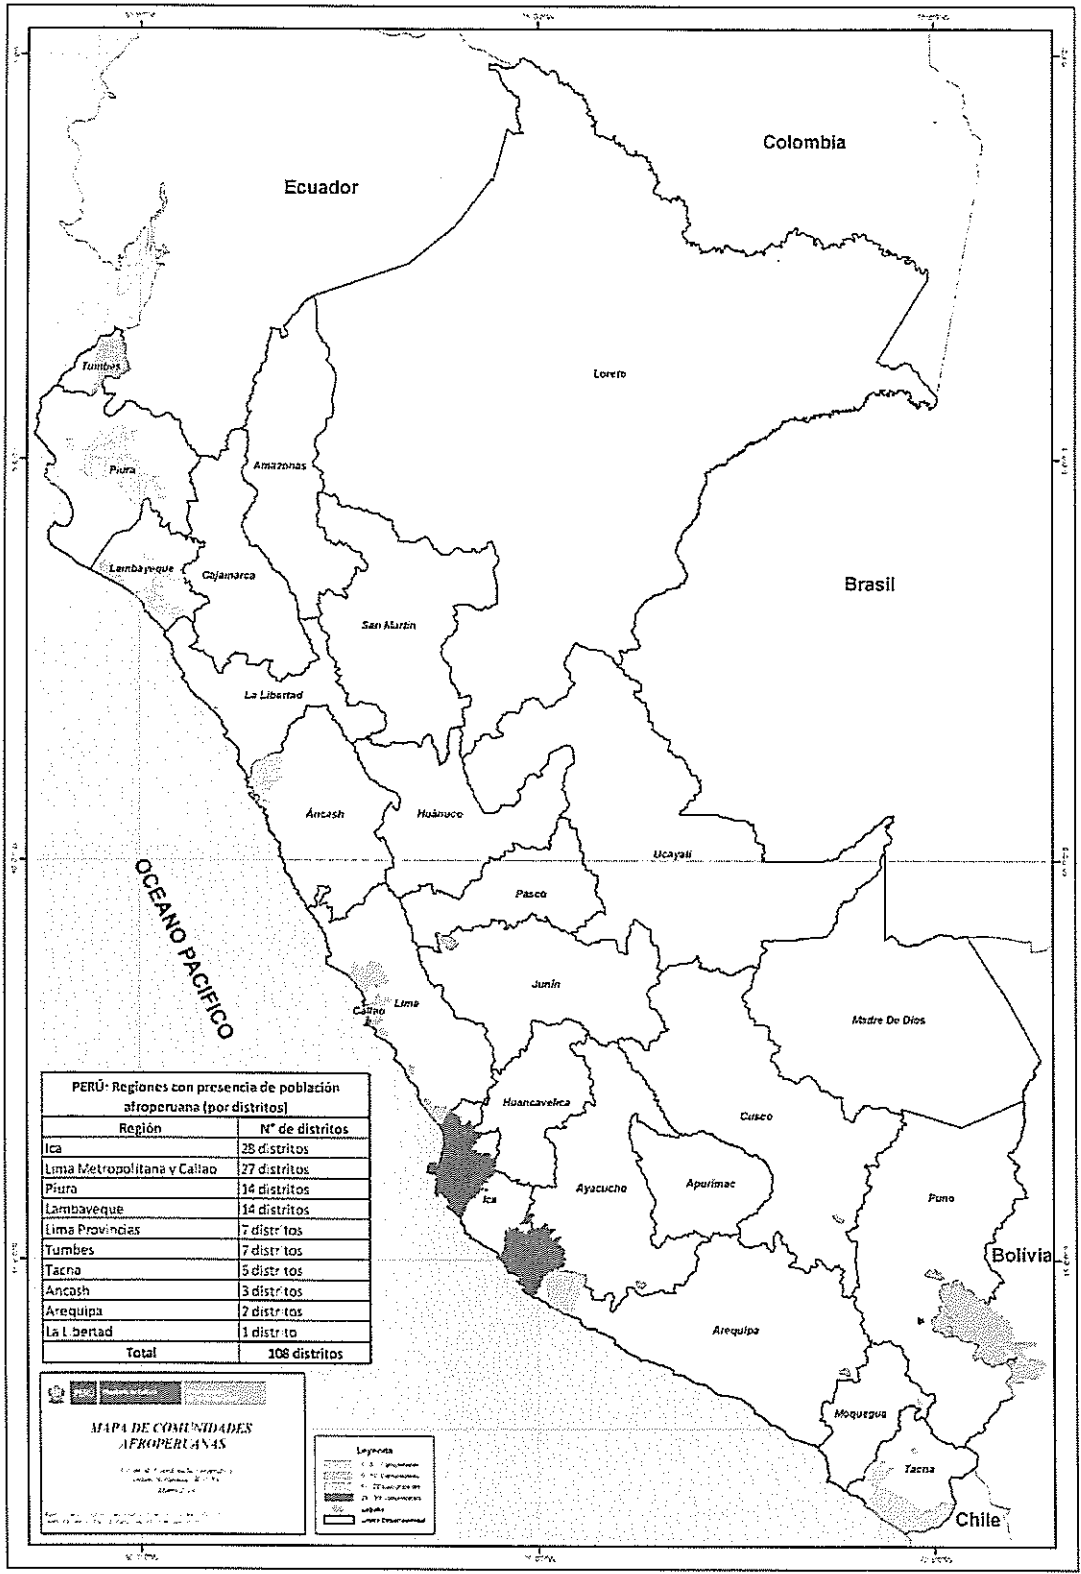 Colombia
Ecuador
Tumbes
Loreto
Piura
Amazonas
Lambayeque
Cajamarca
Brasil
San Martín
La Libertad
Áncash
Huánuco
Ucayali
Pasco
OCEANO PACIFICO
Junín
Lima
Callao
Madre De Dios
Huancavelica
Cusco
Ayacucho
Apurímac
Ica
Puno
Bolivia
Arequipa
Moquegua
Tacna
Chile
PERÚ: Regiones con presencia de población
afroperuana (por distritos)
Región N° de distritos
Ica 28 distritos
Lima Metropolitana y Callao 27 distritos
Piura 14 distritos
Lambayeque 14 distritos
Lima Provincias 7 distritos
Tumbes 7 distritos
Tacna 5 distritos
Ancash 3 distritos
Arequipa 2 distritos
La Libertad 1 distrito
Total 108 distritos
MAPA DE COMUNIDADES
AFROPERUANAS
Leyenda